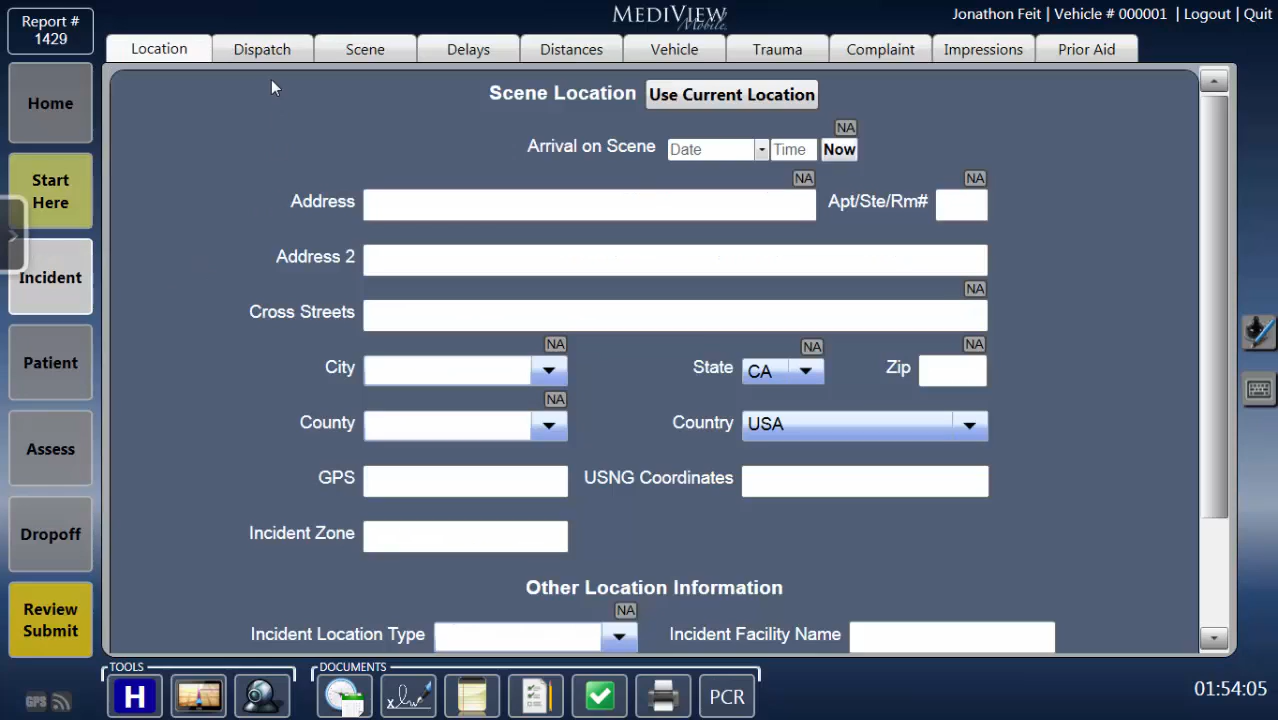 Report #
1429
MEDIVIEW
Mobile
Jonathon Feit | Vehicle # 000001 | Logout | Quit
Location Dispatch Scene Delays Distances Vehicle Trauma Complaint Impressions Prior Aid
Home
Start
Here
Incident
Patient
Assess
Dropoff
Review
Submit
Scene Location Use Current Location
NA
Arrival on Scene Date Time Now
NA NA
Address Apt/Ste/Rm#
Address 2
NA
Cross Streets
NA NA NA
City State CA Zip
NA
County Country USA
GPS USNG Coordinates
Incident Zone
Other Location Information
NA
Incident Location Type Incident Facility Name
TOOLS DOCUMENTS
GPS H PCR 01:54:05